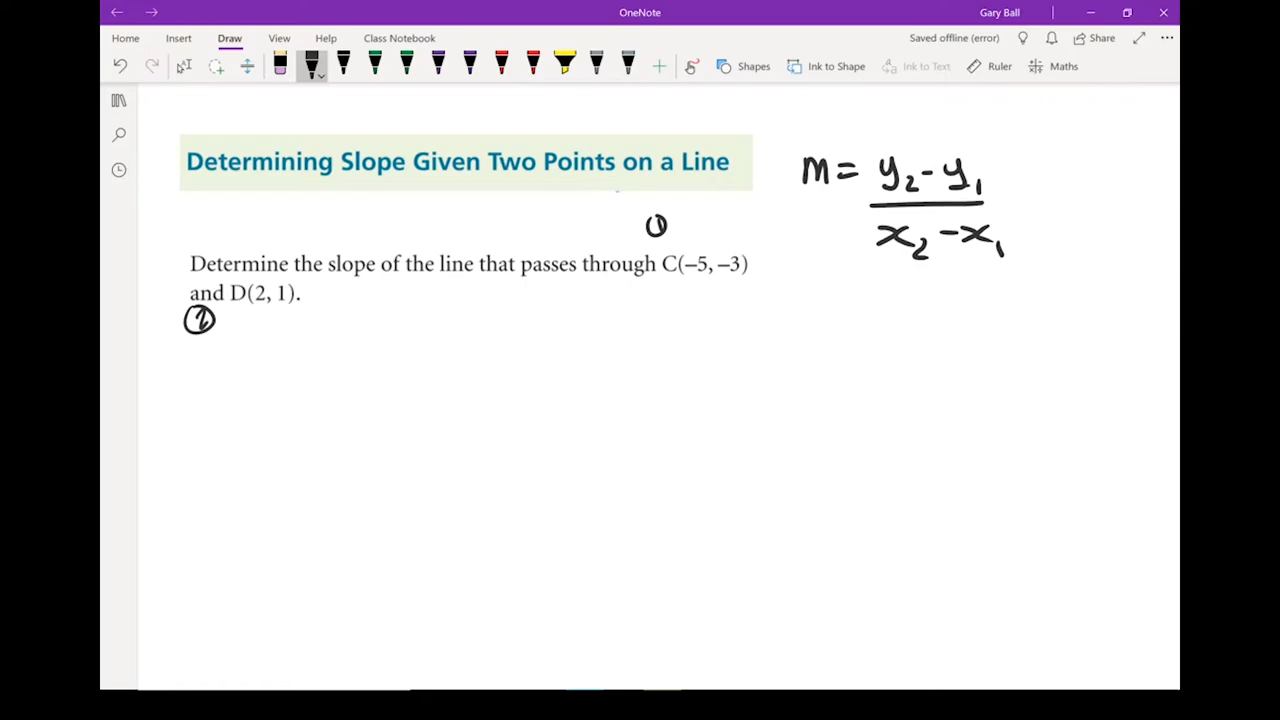 OneNote
Gary Ball
Home Insert Draw View Help Class Notebook
Saved offline (error) Share
Shapes Ink to Shape Ink to Text Ruler Maths
Determining Slope Given Two Points on a Line
m = y₂ - y₁
x₂ - x₁
①
Determine the slope of the line that passes through C(–5, –3)
and D(2, 1).
②